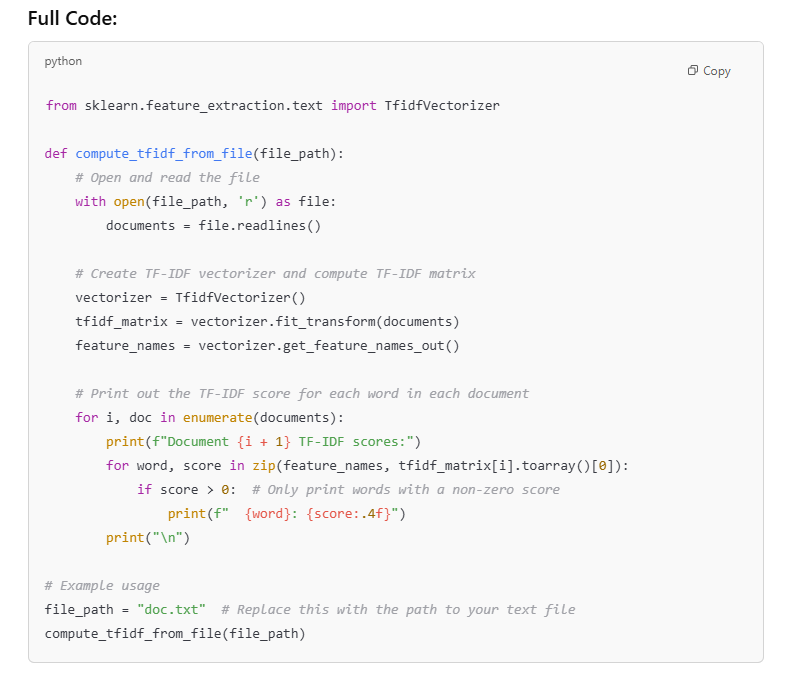 Full Code:
python
Copy
from sklearn.feature_extraction.text import TfidfVectorizer
def compute_tfidf_from_file(file_path):
    # Open and read the file
    with open(file_path, 'r') as file:
        documents = file.readlines()
    # Create TF-IDF vectorizer and compute TF-IDF matrix
    vectorizer = TfidfVectorizer()
    tfidf_matrix = vectorizer.fit_transform(documents)
    feature_names = vectorizer.get_feature_names_out()
    # Print out the TF-IDF score for each word in each document
    for i, doc in enumerate(documents):
        print(f"Document {i + 1} TF-IDF scores:")
        for word, score in zip(feature_names, tfidf_matrix[i].toarray()[0]):
            if score > 0:  # Only print words with a non-zero score
                print(f"  {word}: {score:.4f}")
        print("\n")
# Example usage
file_path = "doc.txt"  # Replace this with the path to your text file
compute_tfidf_from_file(file_path)